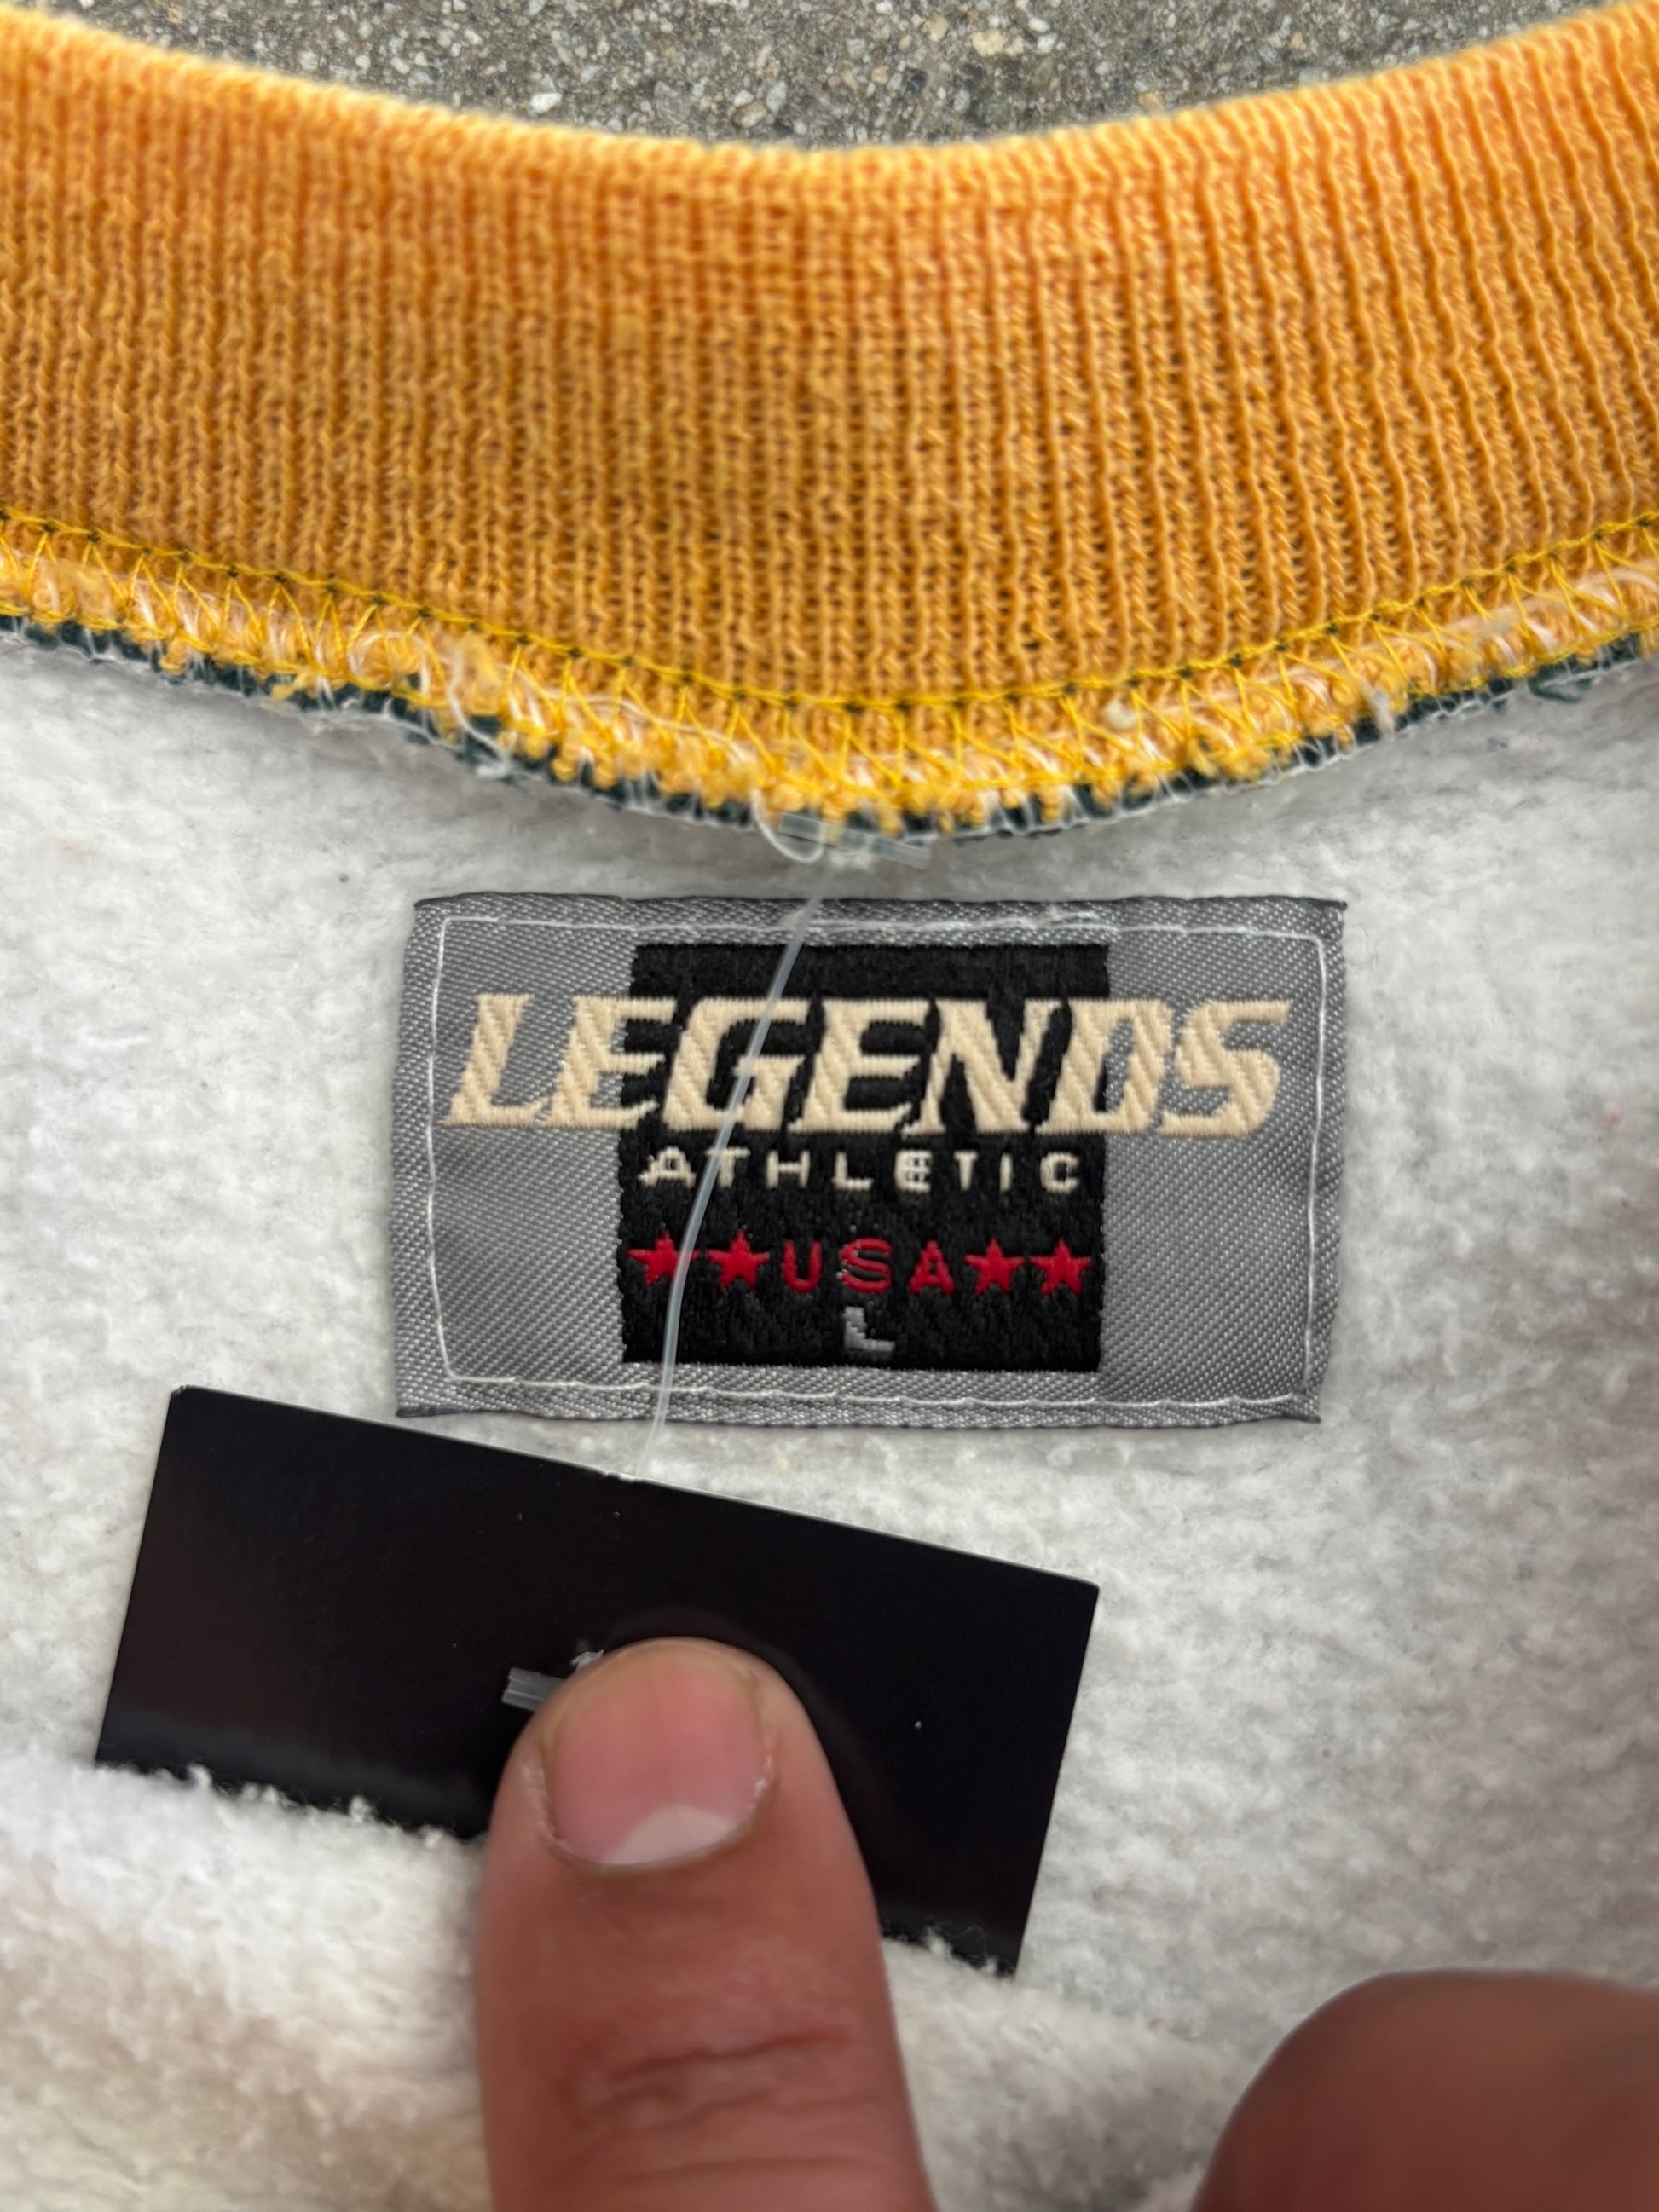 LEGENDS
ATHLETIC
★★USA★★
L